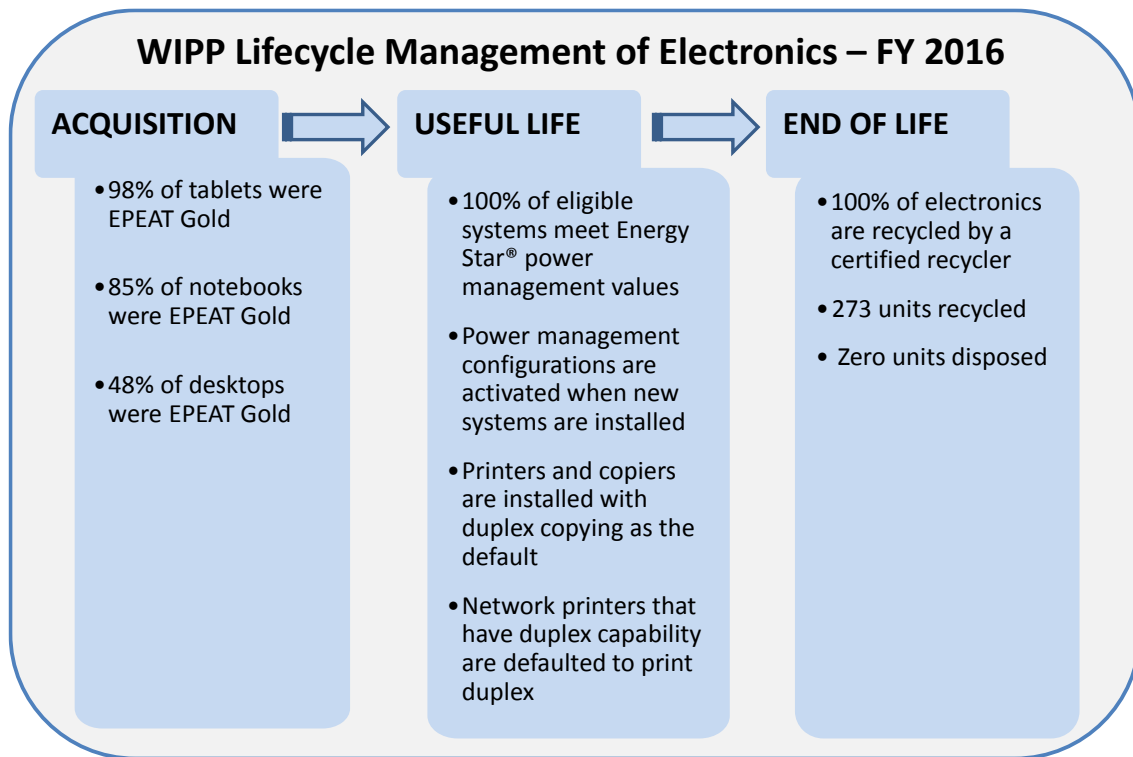 WIPP Lifecycle Management of Electronics – FY 2016
ACQUISITION
•98% of tablets were
EPEAT Gold
•85% of notebooks
were EPEAT Gold
•48% of desktops
were EPEAT Gold
USEFUL LIFE
•100% of eligible
systems meet Energy
Star® power
management values
•Power management
configurations are
activated when new
systems are installed
•Printers and copiers
are installed with
duplex copying as the
default
•Network printers that
have duplex capability
are defaulted to print
duplex
END OF LIFE
•100% of electronics
are recycled by a
certified recycler
•273 units recycled
• Zero units disposed